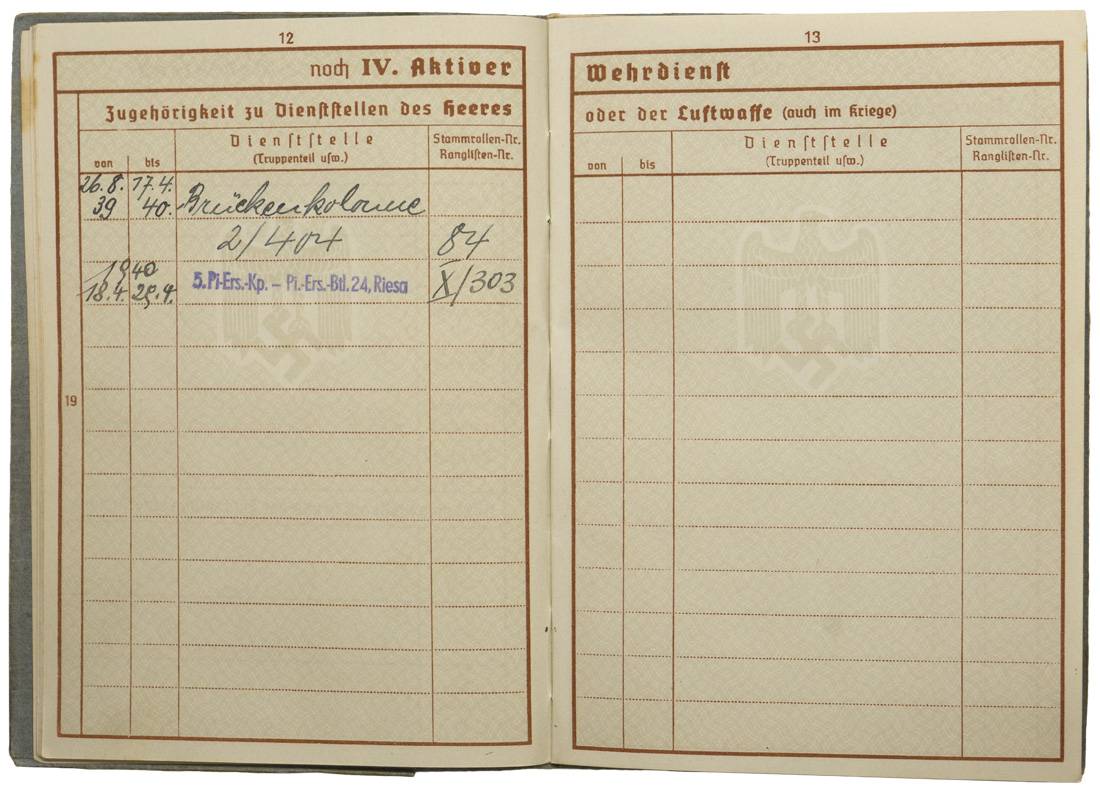 12
noch IV. Aktiver
Zugehörigkeit zu Dienststellen des Heeres
von
bis
Dienststelle
(Truppenteil usw.)
Stammrollen-Nr.
Ranglisten-Nr.
26.8. 17.4.
39 40. Brückenkolonne
2/404 84
1940
18.4. 29.4. 5. Pi-Ers.-Kp. – Pi.-Ers.-Btl. 24, Riesa X/303
19
13
Wehrdienst
oder der Luftwaffe (auch im Kriege)
von
bis
Dienststelle
(Truppenteil usw.)
Stammrollen-Nr.
Ranglisten-Nr.